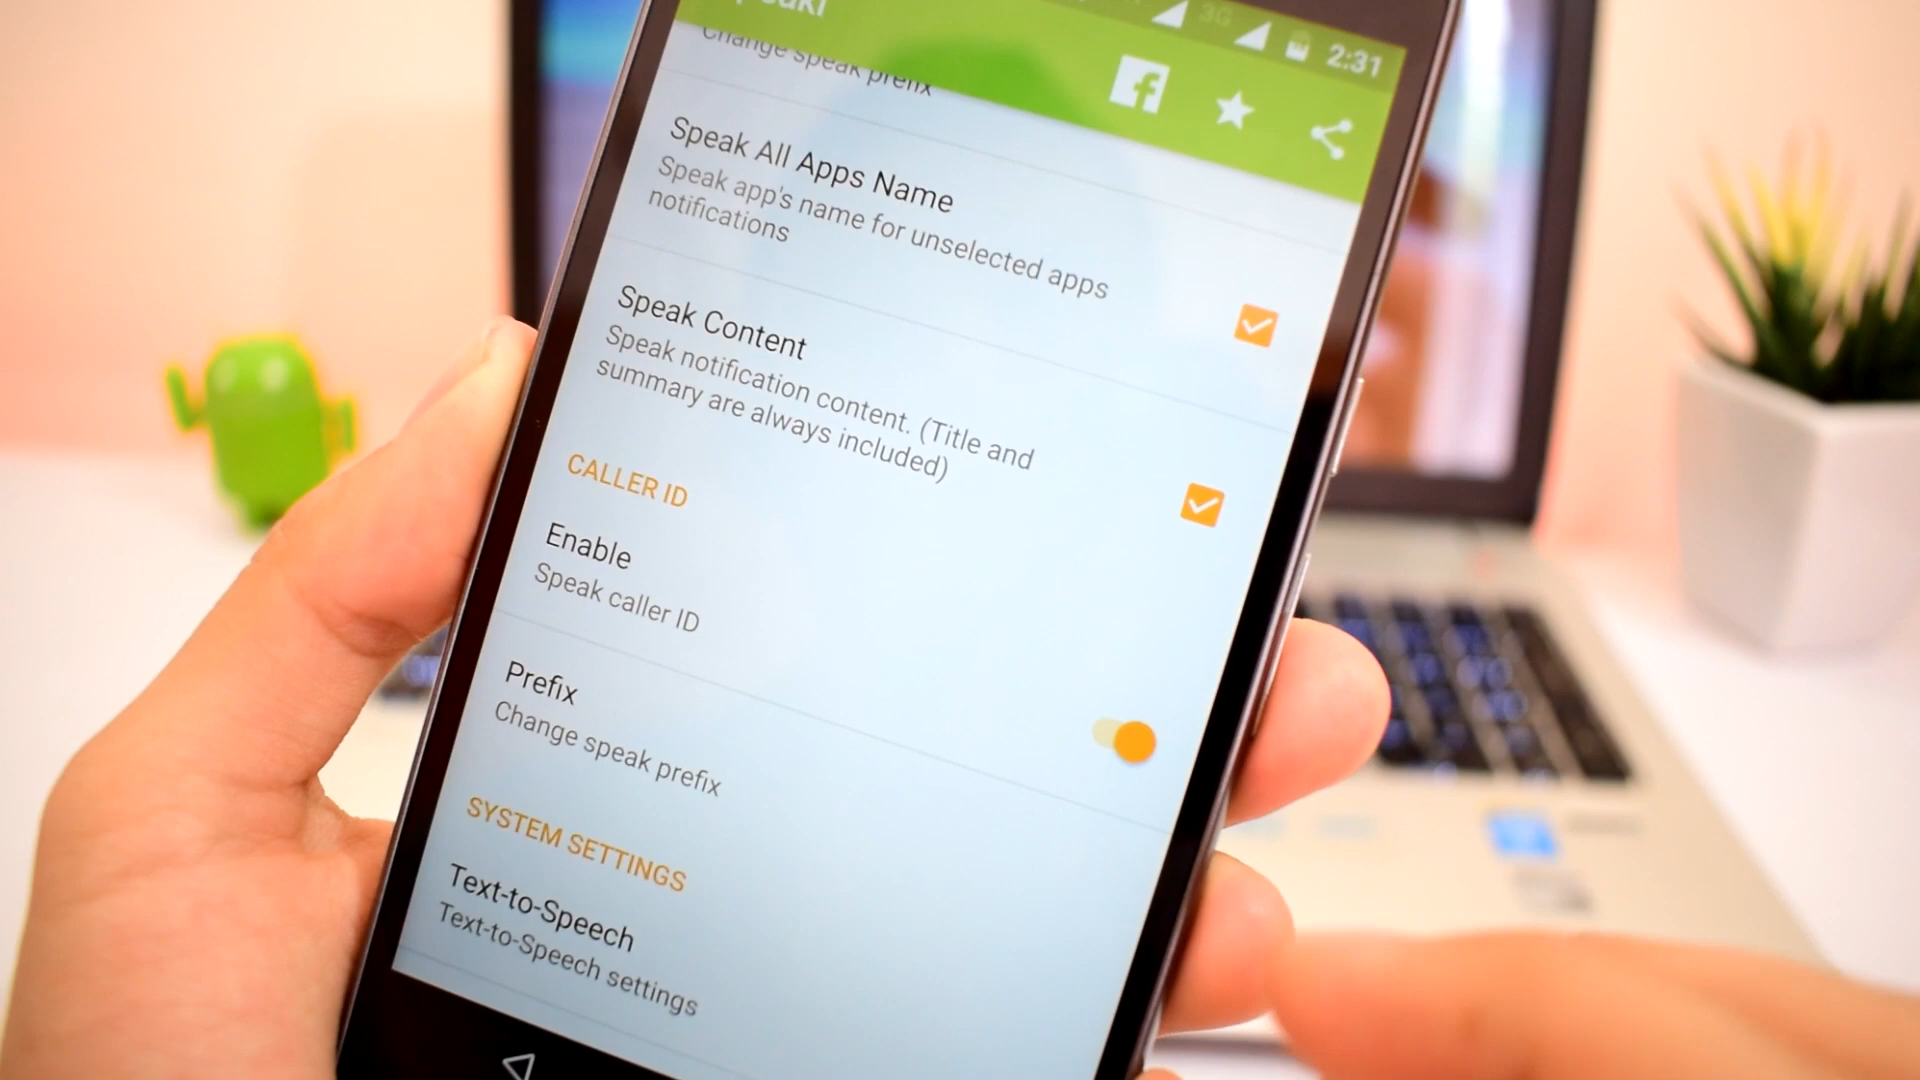 3G 2:31
Change speak prefix
Speak All Apps Name
Speak app's name for unselected apps
notifications
Speak Content
Speak notification content. (Title and
summary are always included)
CALLER ID
Enable
Speak caller ID
Prefix
Change speak prefix
SYSTEM SETTINGS
Text-to-Speech
Text-to-Speech settings